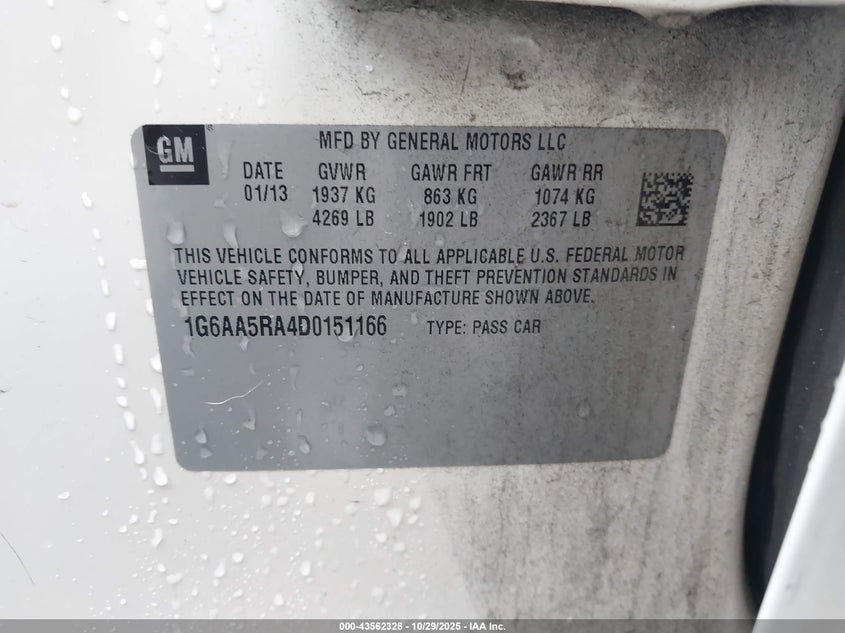 GM ®
MFD BY GENERAL MOTORS LLC
DATE GVWR GAWR FRT GAWR RR
01/13 1937 KG 863 KG 1074 KG
4269 LB 1902 LB 2367 LB
THIS VEHICLE CONFORMS TO ALL APPLICABLE U.S. FEDERAL MOTOR
VEHICLE SAFETY, BUMPER, AND THEFT PREVENTION STANDARDS IN
EFFECT ON THE DATE OF MANUFACTURE SHOWN ABOVE.
1G6AA5RA4D0151166 TYPE: PASS CAR
000-43562328 - 10/29/2025 - IAA Inc.